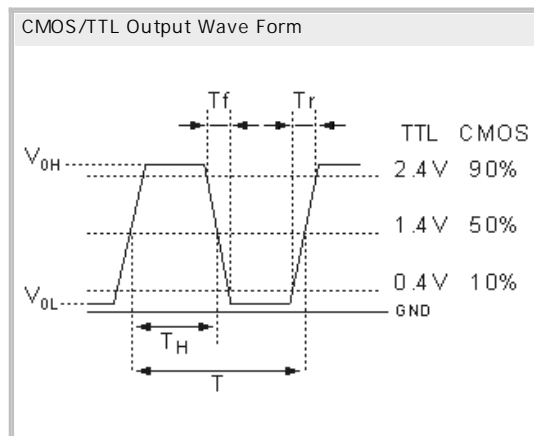 CMOS/TTL Output Wave Form
Tf Tr
TTL CMOS
V0H 2.4V 90%
1.4V 50%
0.4V 10%
V0L
GND
TH
T